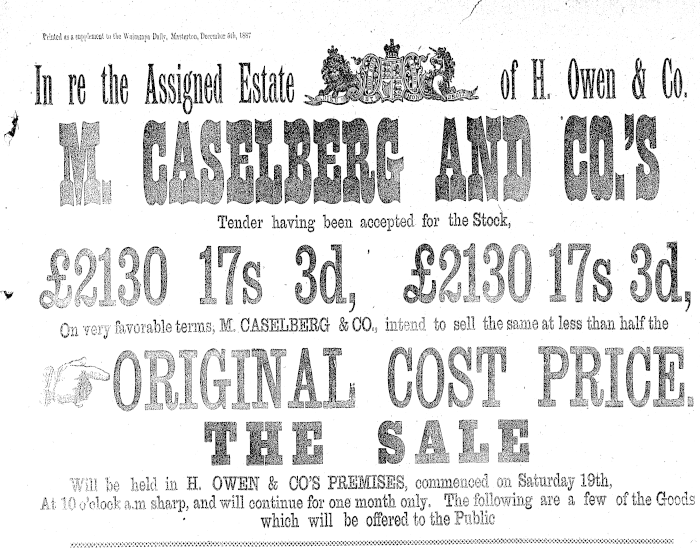 Printed as a supplement to the Wairarapa Daily, Masterton, December 5th, 1887
In re the Assigned Estate of H. Owen & Co.
M. CASELBERG AND CO.'S
Tender having been accepted for the Stock,
£2130 17s 3d, £2130 17s 3d,
On very favorable terms, M. CASELBERG & CO., intend to sell the same at less than half the
ORIGINAL COST PRICE.
THE SALE
Will be held in H. OWEN & CO'S PREMISES, commenced on Saturday 19th,
At 10 o'clock a.m sharp, and will continue for one month only. The following are a few of the Goods
which will be offered to the Public